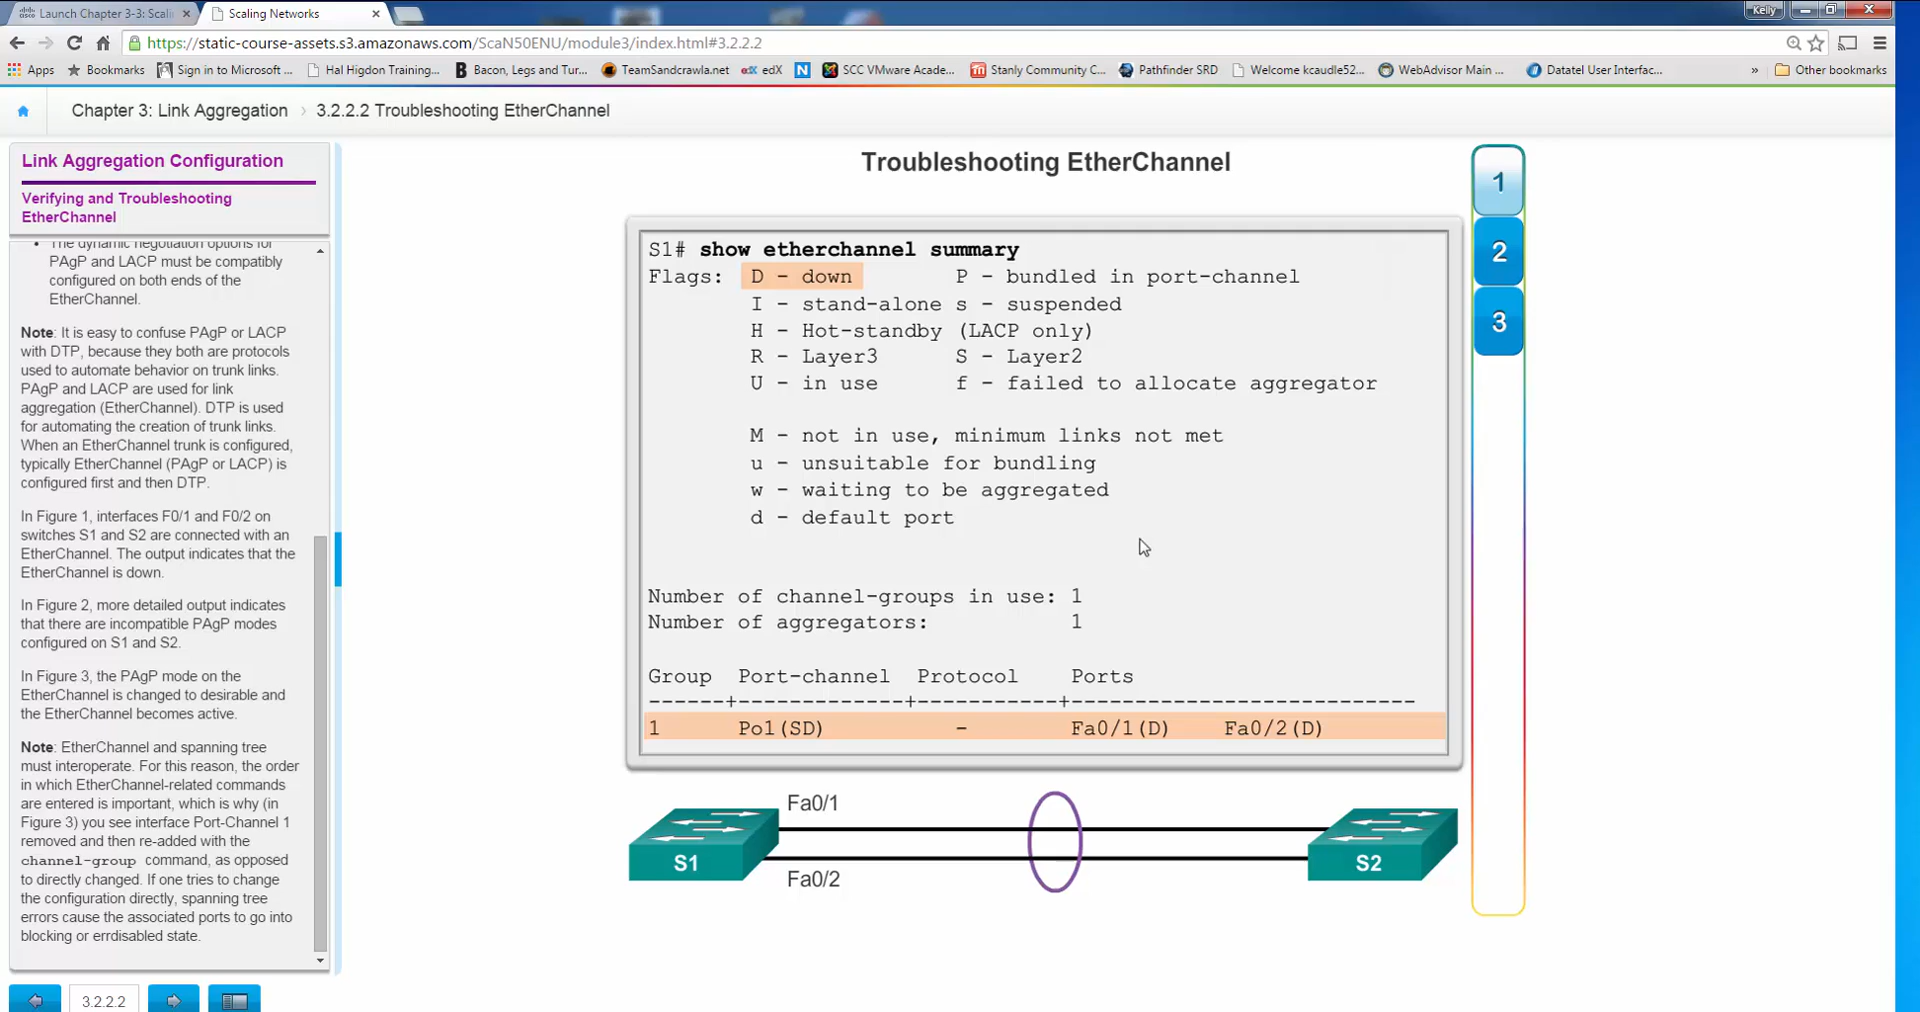 Launch Chapter 3-3: Scali
Scaling Networks
Kelly
https://static-course-assets.s3.amazonaws.com/ScaN50ENU/module3/index.html#3.2.2.2
Apps
Bookmarks
Sign in to Microsoft ...
Hal Higdon Training...
Bacon, Legs and Tur...
TeamSandcrawla.net
edX
SCC VMware Acade...
Stanly Community C...
Pathfinder SRD
Welcome kcaudle52...
WebAdvisor Main ...
Datatel User Interfac...
»
Other bookmarks
Chapter 3: Link Aggregation › 3.2.2.2 Troubleshooting EtherChannel
Link Aggregation Configuration
Verifying and Troubleshooting
EtherChannel
• The dynamic negotiation options for
PAgP and LACP must be compatibly
configured on both ends of the
EtherChannel.
Note: It is easy to confuse PAgP or LACP
with DTP, because they both are protocols
used to automate behavior on trunk links.
PAgP and LACP are used for link
aggregation (EtherChannel). DTP is used
for automating the creation of trunk links.
When an EtherChannel trunk is configured,
typically EtherChannel (PAgP or LACP) is
configured first and then DTP.
In Figure 1, interfaces F0/1 and F0/2 on
switches S1 and S2 are connected with an
EtherChannel. The output indicates that the
EtherChannel is down.
In Figure 2, more detailed output indicates
that there are incompatible PAgP modes
configured on S1 and S2.
In Figure 3, the PAgP mode on the
EtherChannel is changed to desirable and
the EtherChannel becomes active.
Note: EtherChannel and spanning tree
must interoperate. For this reason, the order
in which EtherChannel-related commands
are entered is important, which is why (in
Figure 3) you see interface Port-Channel 1
removed and then re-added with the
channel-group command, as opposed
to directly changed. If one tries to change
the configuration directly, spanning tree
errors cause the associated ports to go into
blocking or errdisabled state.
3.2.2.2
Troubleshooting EtherChannel
S1# show etherchannel summary
Flags: D - down P - bundled in port-channel
I - stand-alone s - suspended
H - Hot-standby (LACP only)
R - Layer3 S - Layer2
U - in use f - failed to allocate aggregator
M - not in use, minimum links not met
u - unsuitable for bundling
w - waiting to be aggregated
d - default port
Number of channel-groups in use: 1
Number of aggregators: 1
Group Port-channel Protocol Ports
------+-------------+-----------+---------------------------
1 Po1(SD) - Fa0/1(D) Fa0/2(D)
Fa0/1
S1
S2
Fa0/2
1
2
3